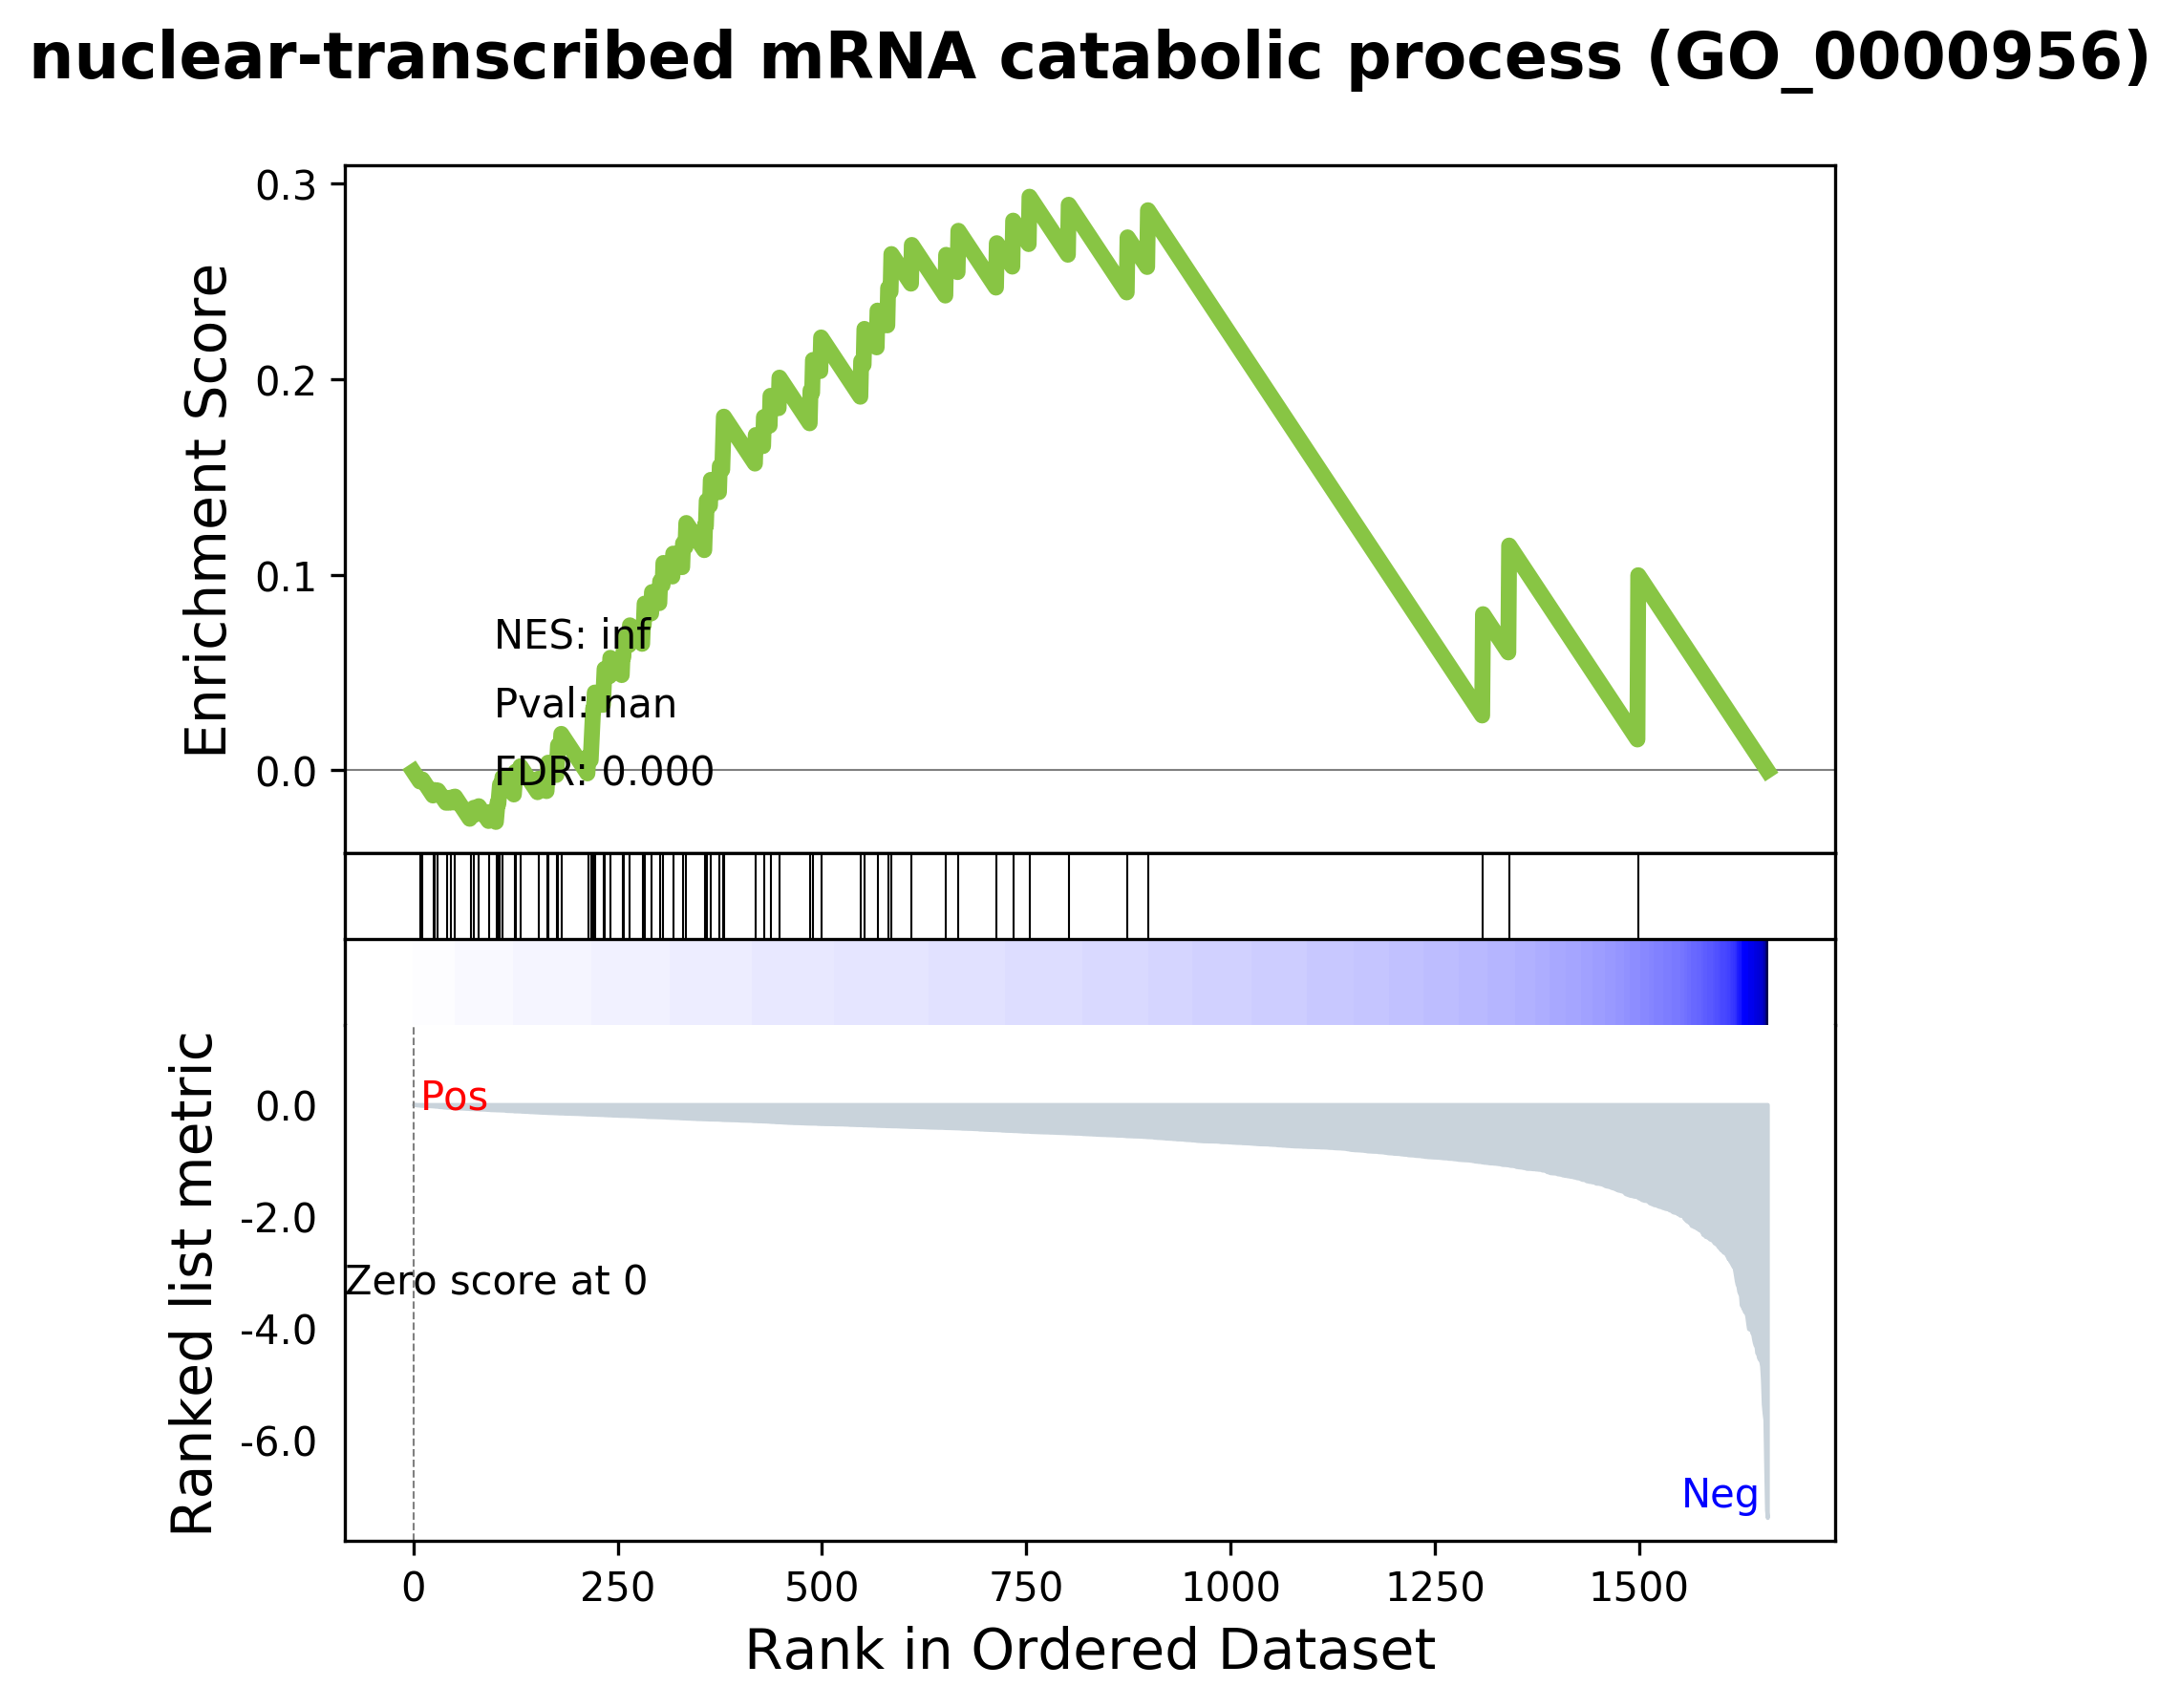 nuclear-transcribed mRNA catabolic process (GO_0000956)
Enrichment Score
0.3
0.2
0.1
0.0
NES: inf
Pval: nan
FDR: 0.000
Ranked list metric
0.0
-2.0
-4.0
-6.0
Pos
Zero score at 0
Neg
0 250 500 750 1000 1250 1500
Rank in Ordered Dataset